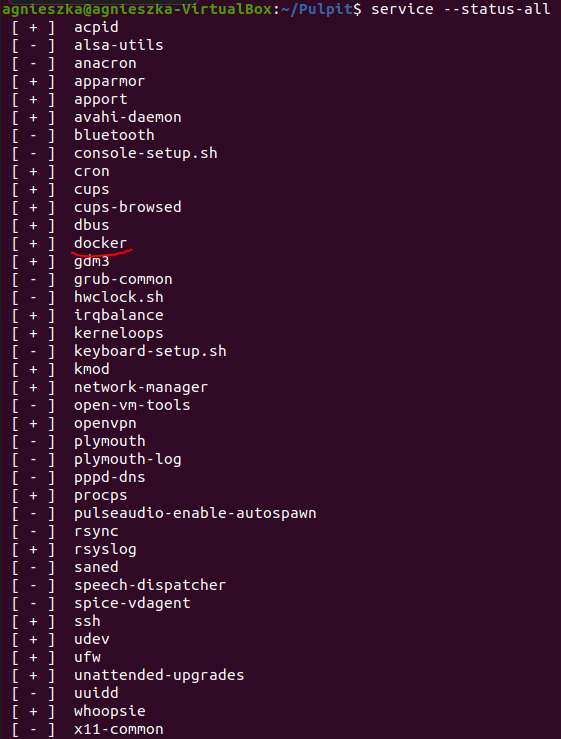 agnieszka@agnieszka-VirtualBox:~/Pulpit$ service --status-all
[ + ]  acpid
[ - ]  alsa-utils
[ - ]  anacron
[ + ]  apparmor
[ + ]  apport
[ + ]  avahi-daemon
[ - ]  bluetooth
[ - ]  console-setup.sh
[ + ]  cron
[ + ]  cups
[ + ]  cups-browsed
[ + ]  dbus
[ + ]  docker
[ + ]  gdm3
[ - ]  grub-common
[ - ]  hwclock.sh
[ + ]  irqbalance
[ + ]  kerneloops
[ - ]  keyboard-setup.sh
[ + ]  kmod
[ + ]  network-manager
[ - ]  open-vm-tools
[ + ]  openvpn
[ - ]  plymouth
[ - ]  plymouth-log
[ - ]  pppd-dns
[ + ]  procps
[ - ]  pulseaudio-enable-autospawn
[ - ]  rsync
[ + ]  rsyslog
[ - ]  saned
[ - ]  speech-dispatcher
[ - ]  spice-vdagent
[ + ]  ssh
[ + ]  udev
[ + ]  ufw
[ + ]  unattended-upgrades
[ - ]  uuidd
[ + ]  whoopsie
[ - ]  x11-common